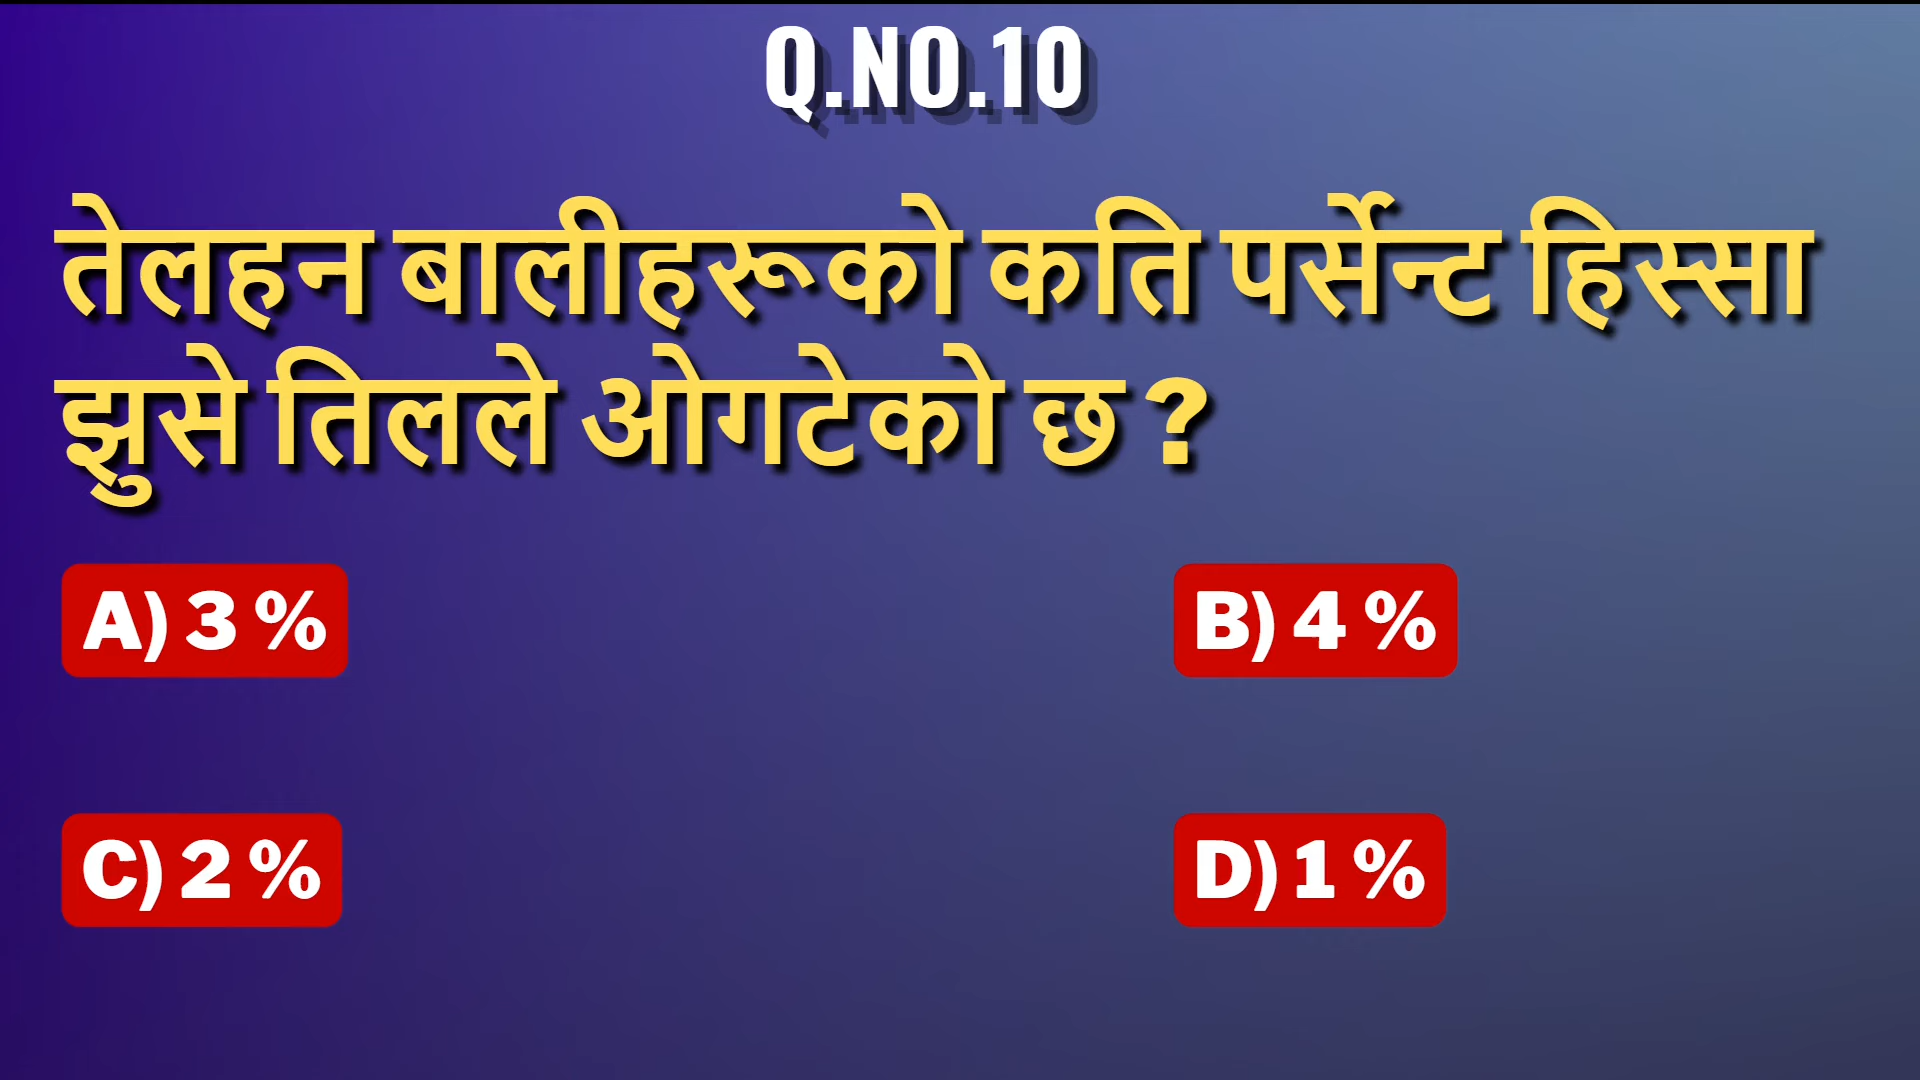 Q.NO.10
तेलहन बालीहरूको कति पर्सेन्ट हिस्सा
झुसे तिलले ओगटेको छ ?
A) 3 %
B) 4 %
C) 2 %
D) 1 %